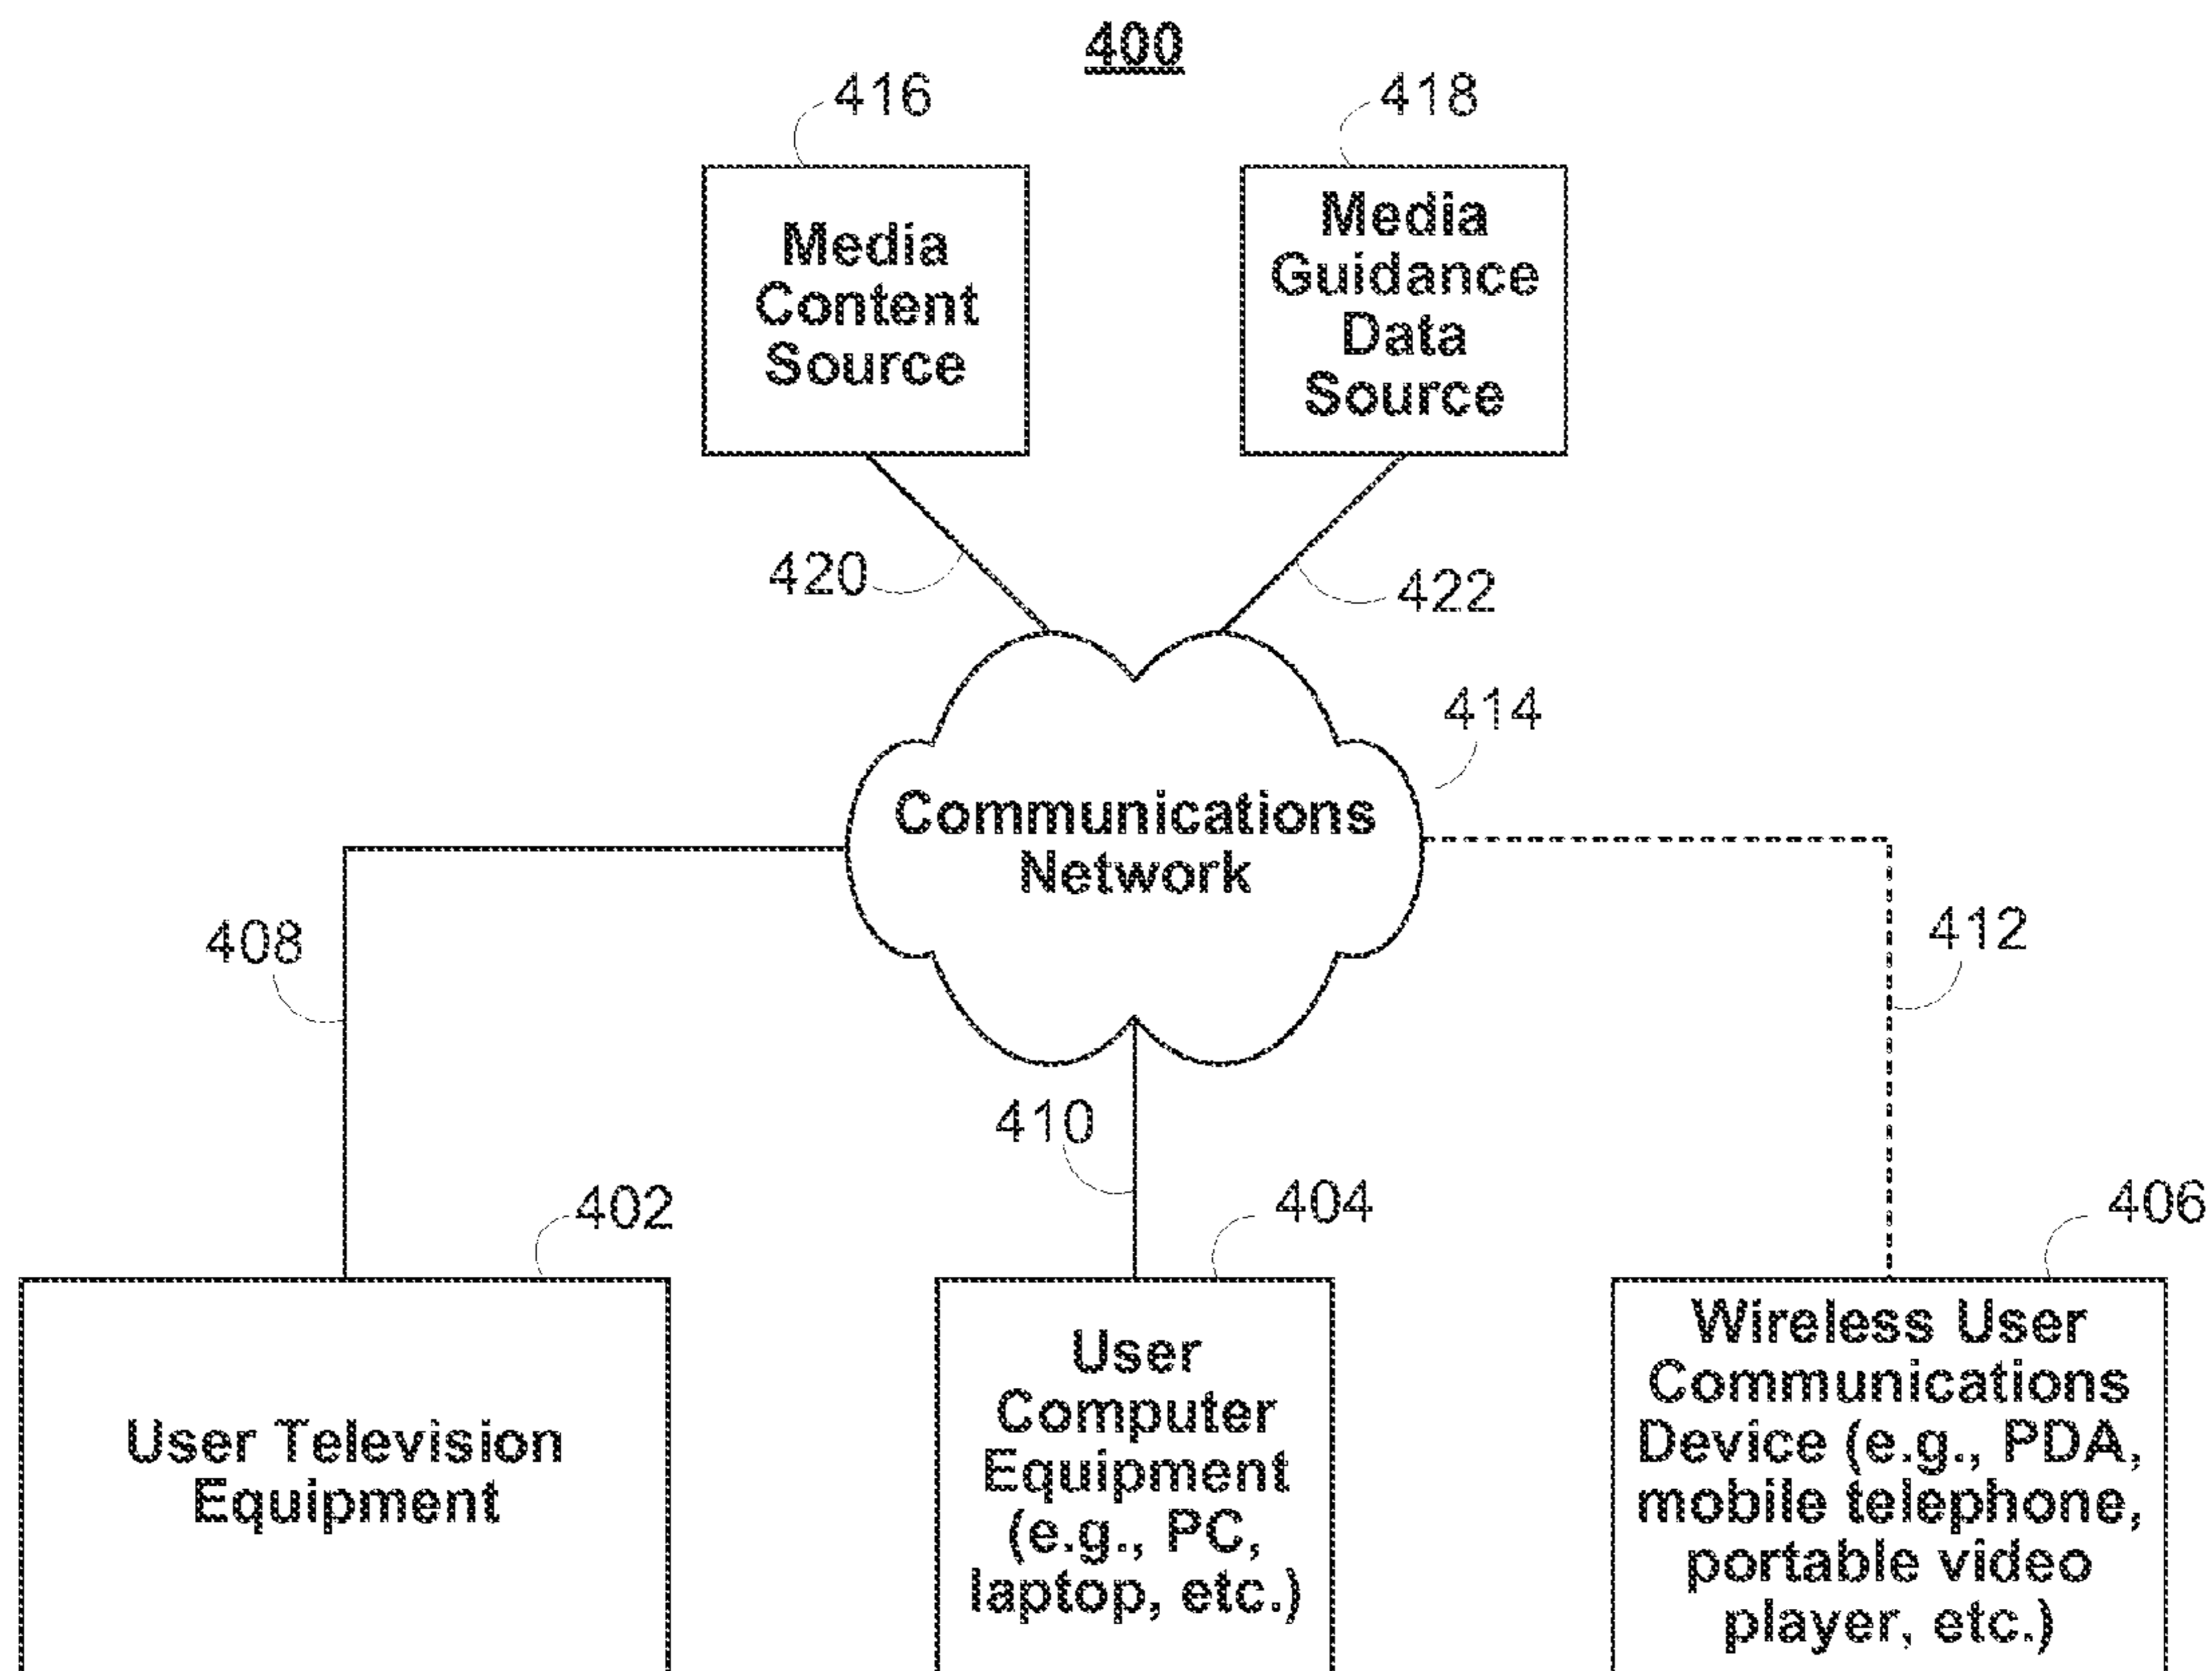 400
416
418
Media
Content
Source
Media
Guidance
Data
Source
420
422
414
Communications
Network
408
412
410
402
404
406
User Television
Equipment
User
Computer
Equipment
(e.g., PC,
laptop, etc.)
Wireless User
Communications
Device (e.g., PDA,
mobile telephone,
portable video
player, etc.)